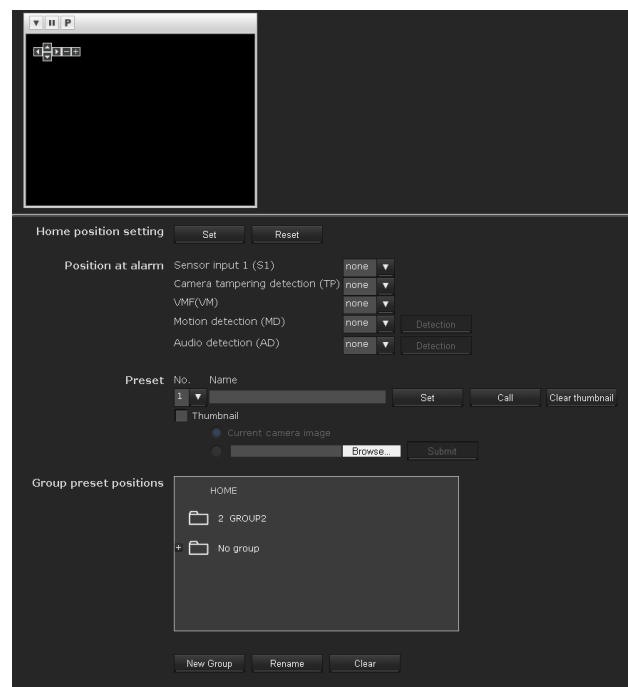 P
Home position setting Set Reset
Position at alarm Sensor input 1 (S1) none
Camera tampering detection (TP) none
VMF(VM) none
Motion detection (MD) none Detection
Audio detection (AD) none Detection
Preset No. Name
1 Set Call Clear thumbnail
Thumbnail
Current camera image
Browse... Submit
Group preset positions
HOME
2 GROUP2
+ No group
New Group Rename Clear